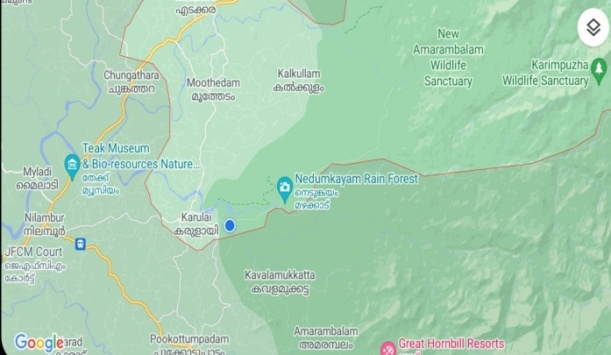 എടക്കര
Chungathara
ചുങ്കത്തറ
Moothedam
മൂത്തേടം
Kalkullam
കൽക്കുളം
New
Amarambalam
Wildlife
Sanctuary
Karimpuzha
Wildlife Sanctuary
Teak Museum
& Bio-resources Nature...
തേക്ക്
മ്യൂസിയം
Myladi
മൈലാടി
Nedumkayam Rain Forest
നെടുങ്കയം
മഴക്കാട്
Nilambur
നിലമ്പൂർ
Karulai
കരുളായി
JFCM Court
ജെഎഫ്സിഎം
കോർട്ട്
Kavalamukkatta
കവളമുക്കട്ട
Google
Pookottumpadam
പൂക്കോട്ടുംപാടം
Amarambalam
അമരമ്പലം
Great Hornbill Resorts